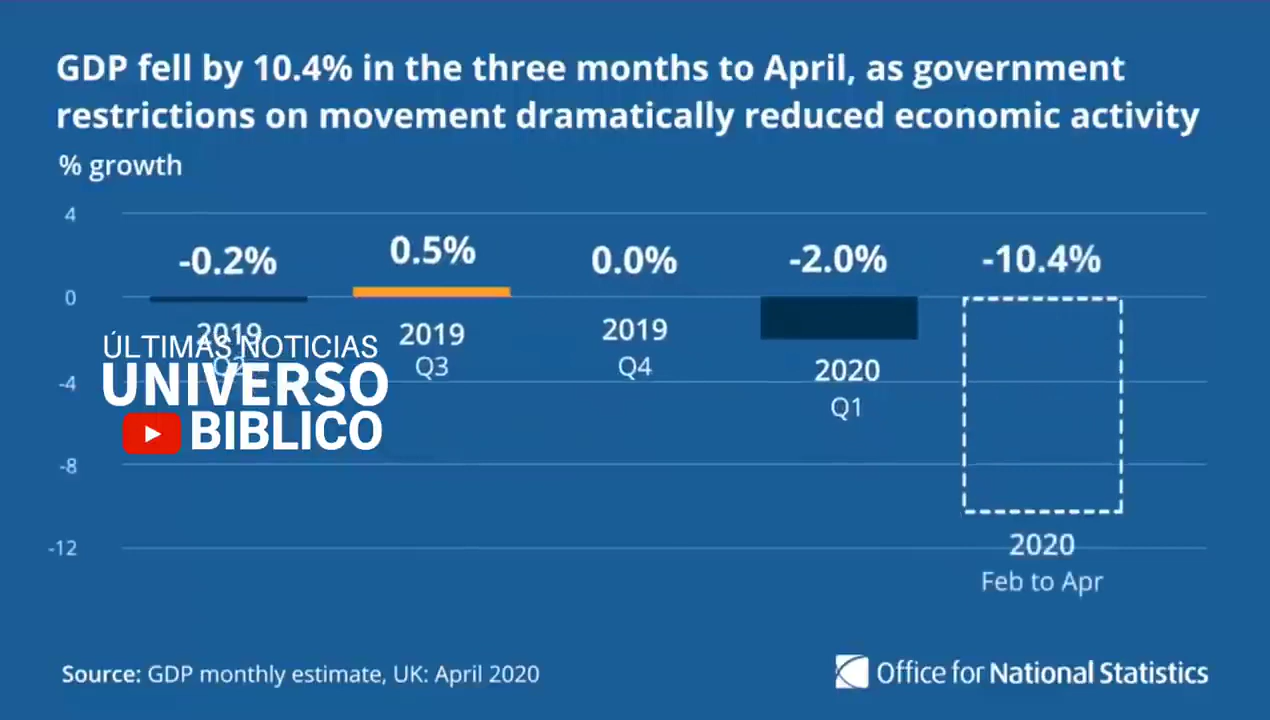 GDP fell by 10.4% in the three months to April, as government
restrictions on movement dramatically reduced economic activity
% growth
4
-0.2%
0.5%
0.0%
-2.0%
-10.4%
0
2019
Q2
2019
Q3
2019
Q4
2020
Q1
ÚLTIMAS NOTICIAS
UNIVERSO
BIBLICO
-4
-8
-12
2020
Feb to Apr
Source: GDP monthly estimate, UK: April 2020
Office for National Statistics